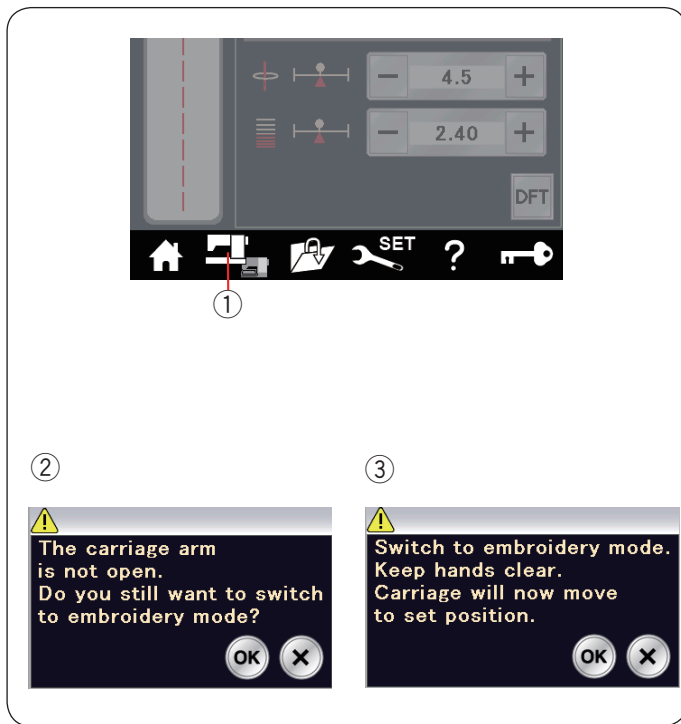 4.5
2.40
DFT
SET
?
①
②
③
The carriage arm
is not open.
Do you still want to switch
to embroidery mode?
OK
Switch to embroidery mode.
Keep hands clear.
Carriage will now move
to set position.
OK